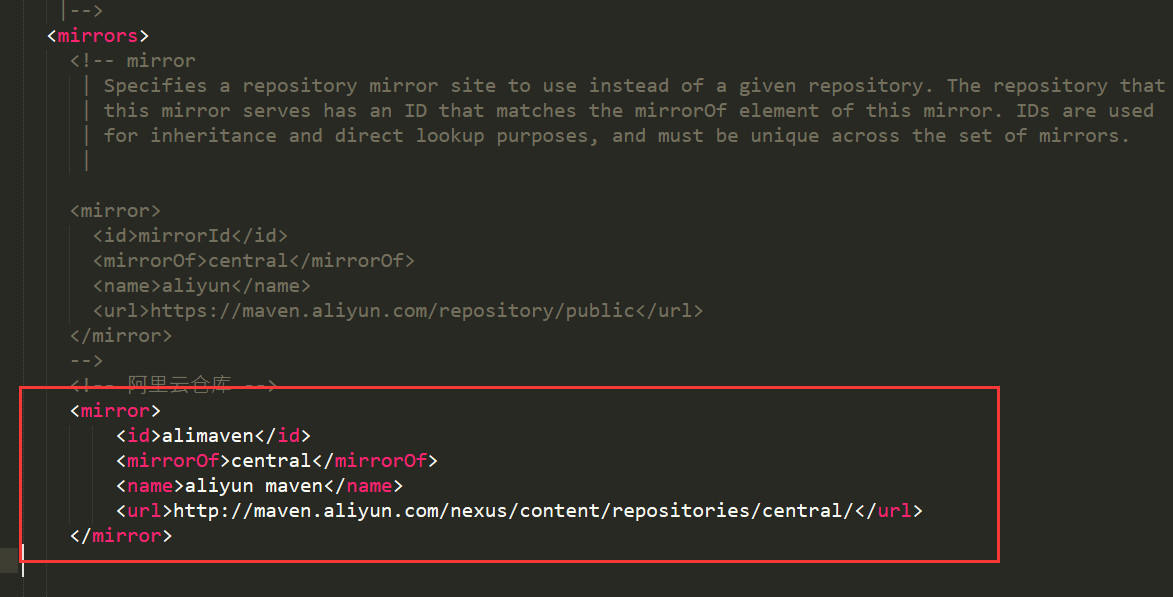 |-->
<mirrors>
<!-- mirror
| Specifies a repository mirror site to use instead of a given repository. The repository that
| this mirror serves has an ID that matches the mirrorOf element of this mirror. IDs are used
| for inheritance and direct lookup purposes, and must be unique across the set of mirrors.
|
<mirror>
<id>mirrorId</id>
<mirrorOf>central</mirrorOf>
<name>aliyun</name>
<url>https://maven.aliyun.com/repository/public</url>
</mirror>
-->
<!-- 阿里云仓库 -->
<mirror>
<id>alimaven</id>
<mirrorOf>central</mirrorOf>
<name>aliyun maven</name>
<url>http://maven.aliyun.com/nexus/content/repositories/central/</url>
</mirror>